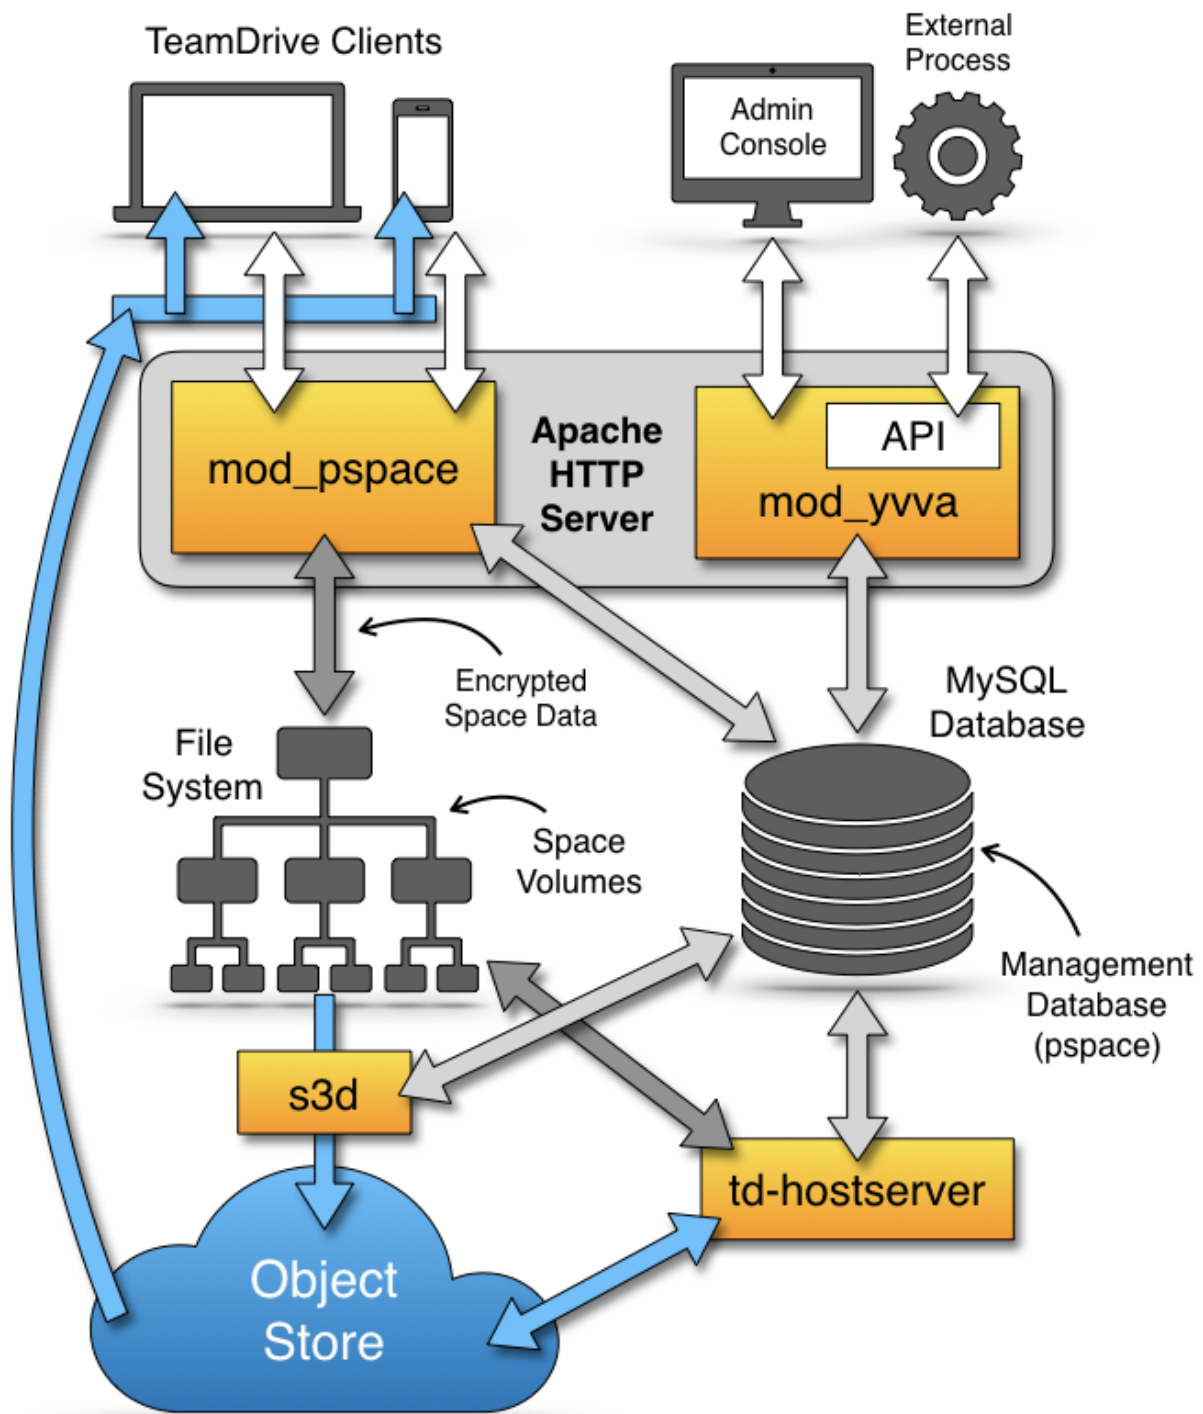 TeamDrive Clients
External
Process
Admin
Console
mod_pspace
Apache
HTTP
Server
API
mod_yvva
Encrypted
Space Data
MySQL
Database
File
System
Space
Volumes
Management
Database
(pspace)
s3d
td-hostserver
Object
Store